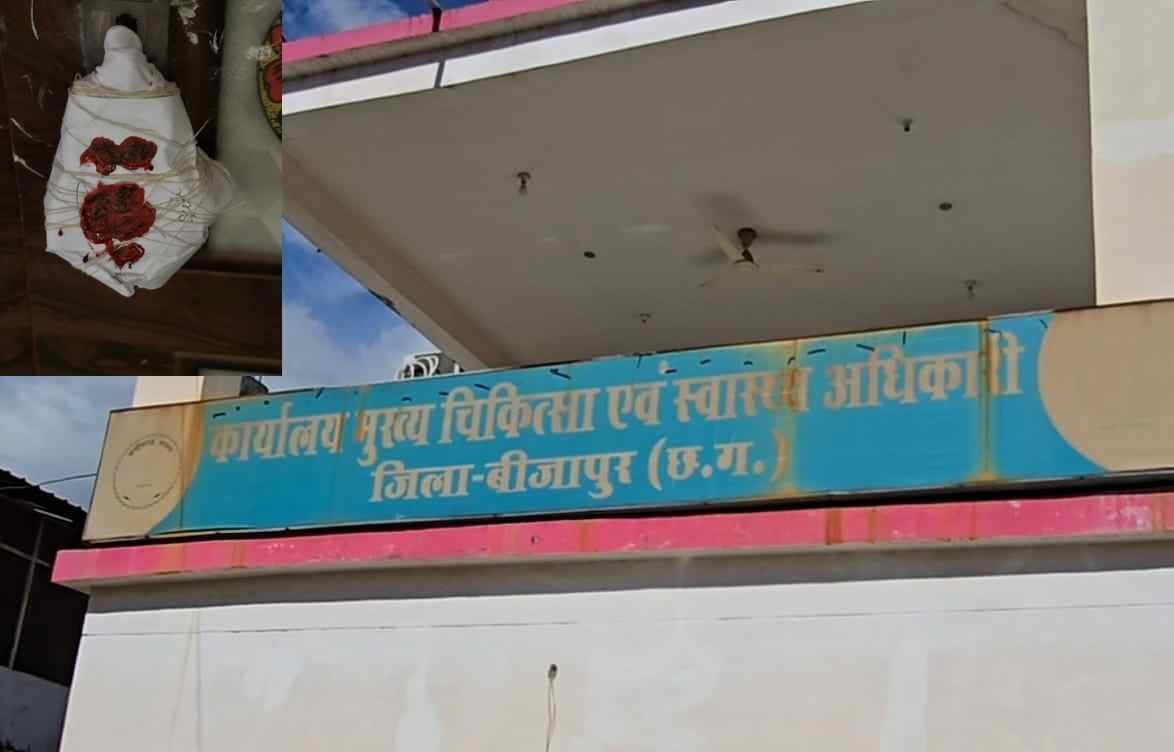 कार्यालय मुख्य चिकित्सा एवं स्वास्थ्य अधिकारी
जिला-बीजापुर (छ.ग.)